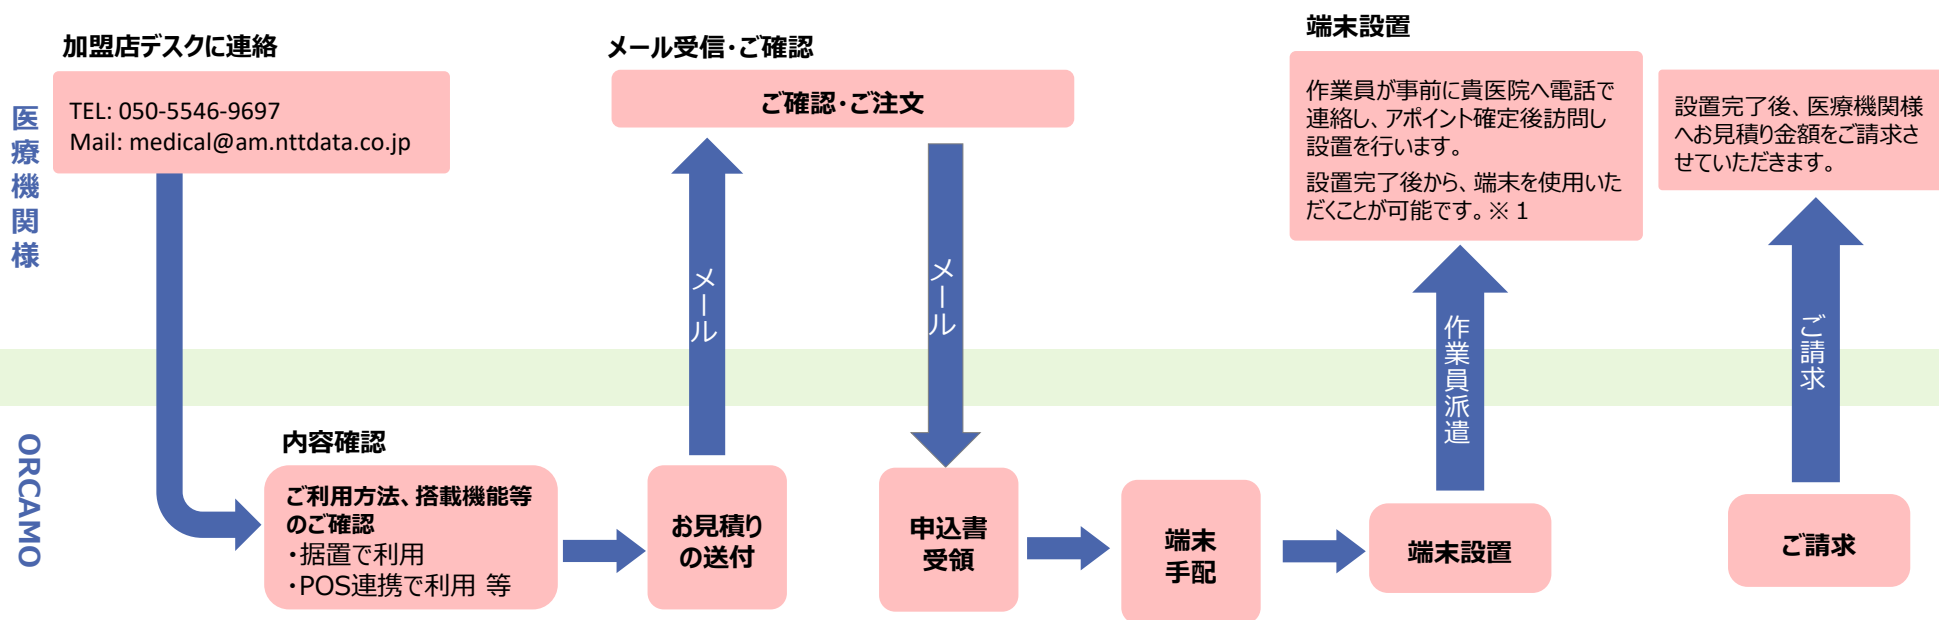 加盟店デスクに連絡
TEL: 050-5546-9697
Mail: medical@am.nttdata.co.jp
医療機関様
メール受信・ご確認
ご確認・ご注文
端末設置
作業員が事前に貴医院へ電話で
連絡し、アポイント確定後訪問し
設置を行います。
設置完了後から、端末を使用いた
だくことが可能です。※１
設置完了後、医療機関様
へお見積り金額をご請求さ
せていただきます。
メール
メール
作業員派遣
ご請求
ORCAMO
内容確認
ご利用方法、搭載機能等
のご確認
・据置で利用
・POS連携で利用 等
お見積り
の送付
申込書
受領
端末
手配
端末設置
ご請求